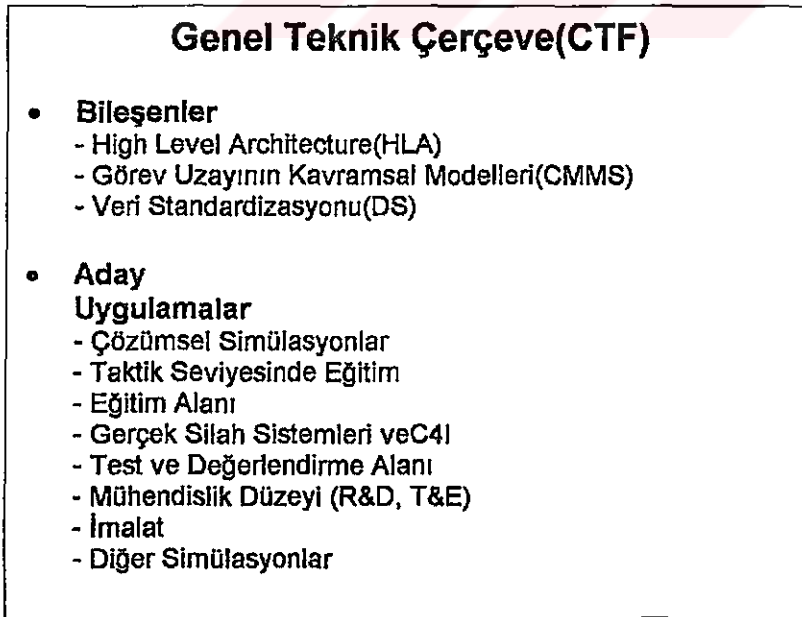 Genel Teknik Çerçeve(CTF)
• Bileşenler
- High Level Architecture(HLA)
- Görev Uzayının Kavramsal Modelleri(CMMS)
- Veri Standardizasyonu(DS)
• Aday
Uygulamalar
- Çözümsel Simülasyonlar
- Taktik Seviyesinde Eğitim
- Eğitim Alanı
- Gerçek Silah Sistemleri veC4I
- Test ve Değerlendirme Alanı
- Mühendislik Düzeyi (R&D, T&E)
- İmalat
- Diğer Simülasyonlar